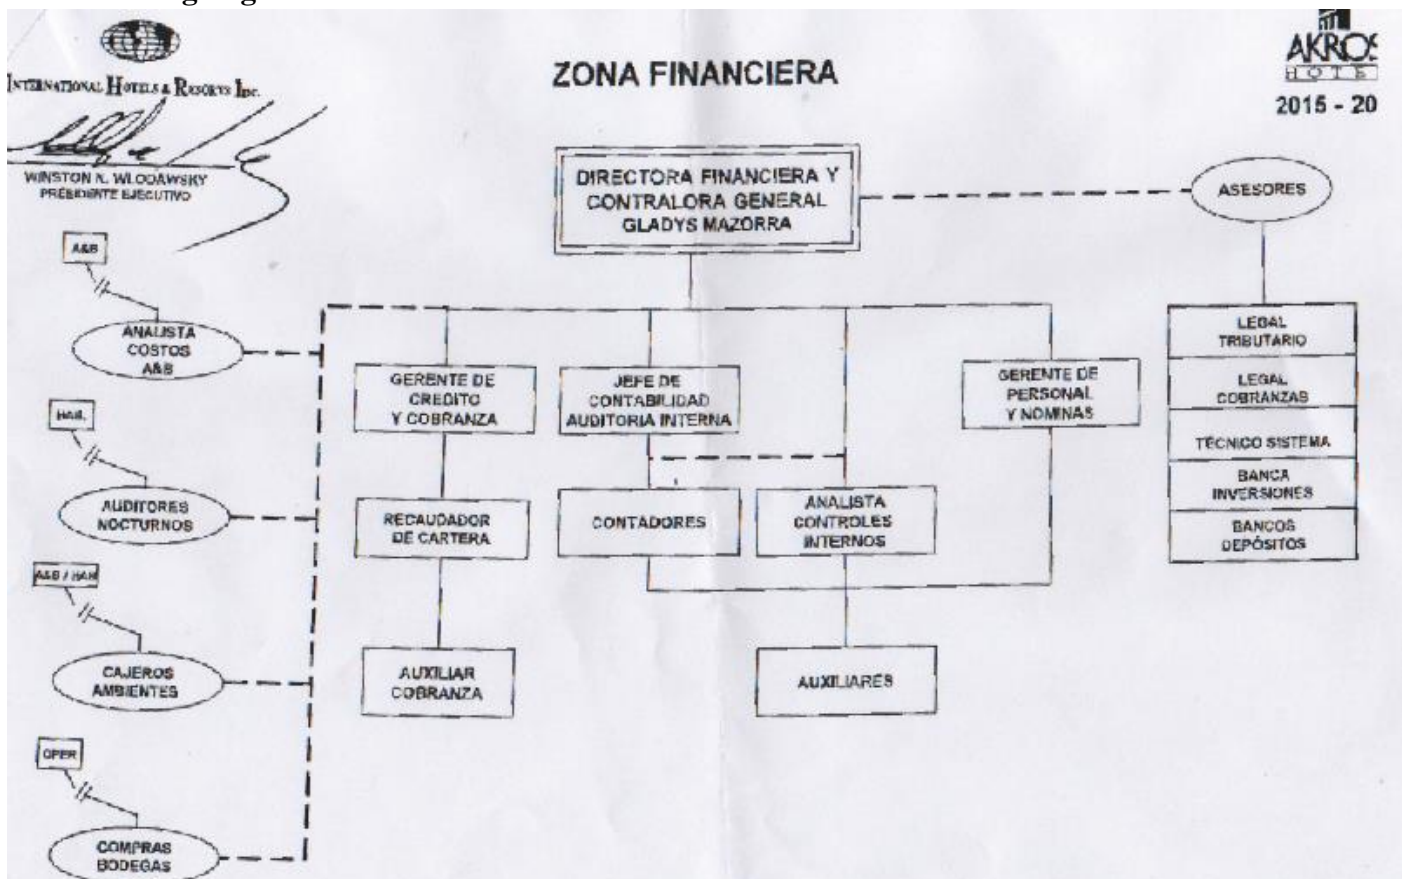 INTERNATIONAL HOTELS & RESORTS INC.
WINSTON N. WLODAWSKY
PRESIDENTE EJECUTIVO
ZONA FINANCIERA
AKROS
HOTEL
2015 - 20
DIRECTORA FINANCIERA Y
CONTRALORA GENERAL
GLADYS MAZORRA
ASESORES
A&B
ANALISTA
COSTOS
A&B
HAB.
AUDITORES
NOCTURNOS
A&B / HAB
CAJEROS
AMBIENTES
OPER
COMPRAS
BODEGAS
GERENTE DE
CREDITO
Y COBRANZA
JEFE DE
CONTABILIDAD
AUDITORIA INTERNA
GERENTE DE
PERSONAL
Y NOMINAS
RECAUDADOR
DE CARTERA
CONTADORES
ANALISTA
CONTROLES
INTERNOS
AUXILIAR
COBRANZA
AUXILIARES
LEGAL
TRIBUTARIO
LEGAL
COBRANZAS
TÉCNICO SISTEMA
BANCA
INVERSIONES
BANCOS
DEPÓSITOS